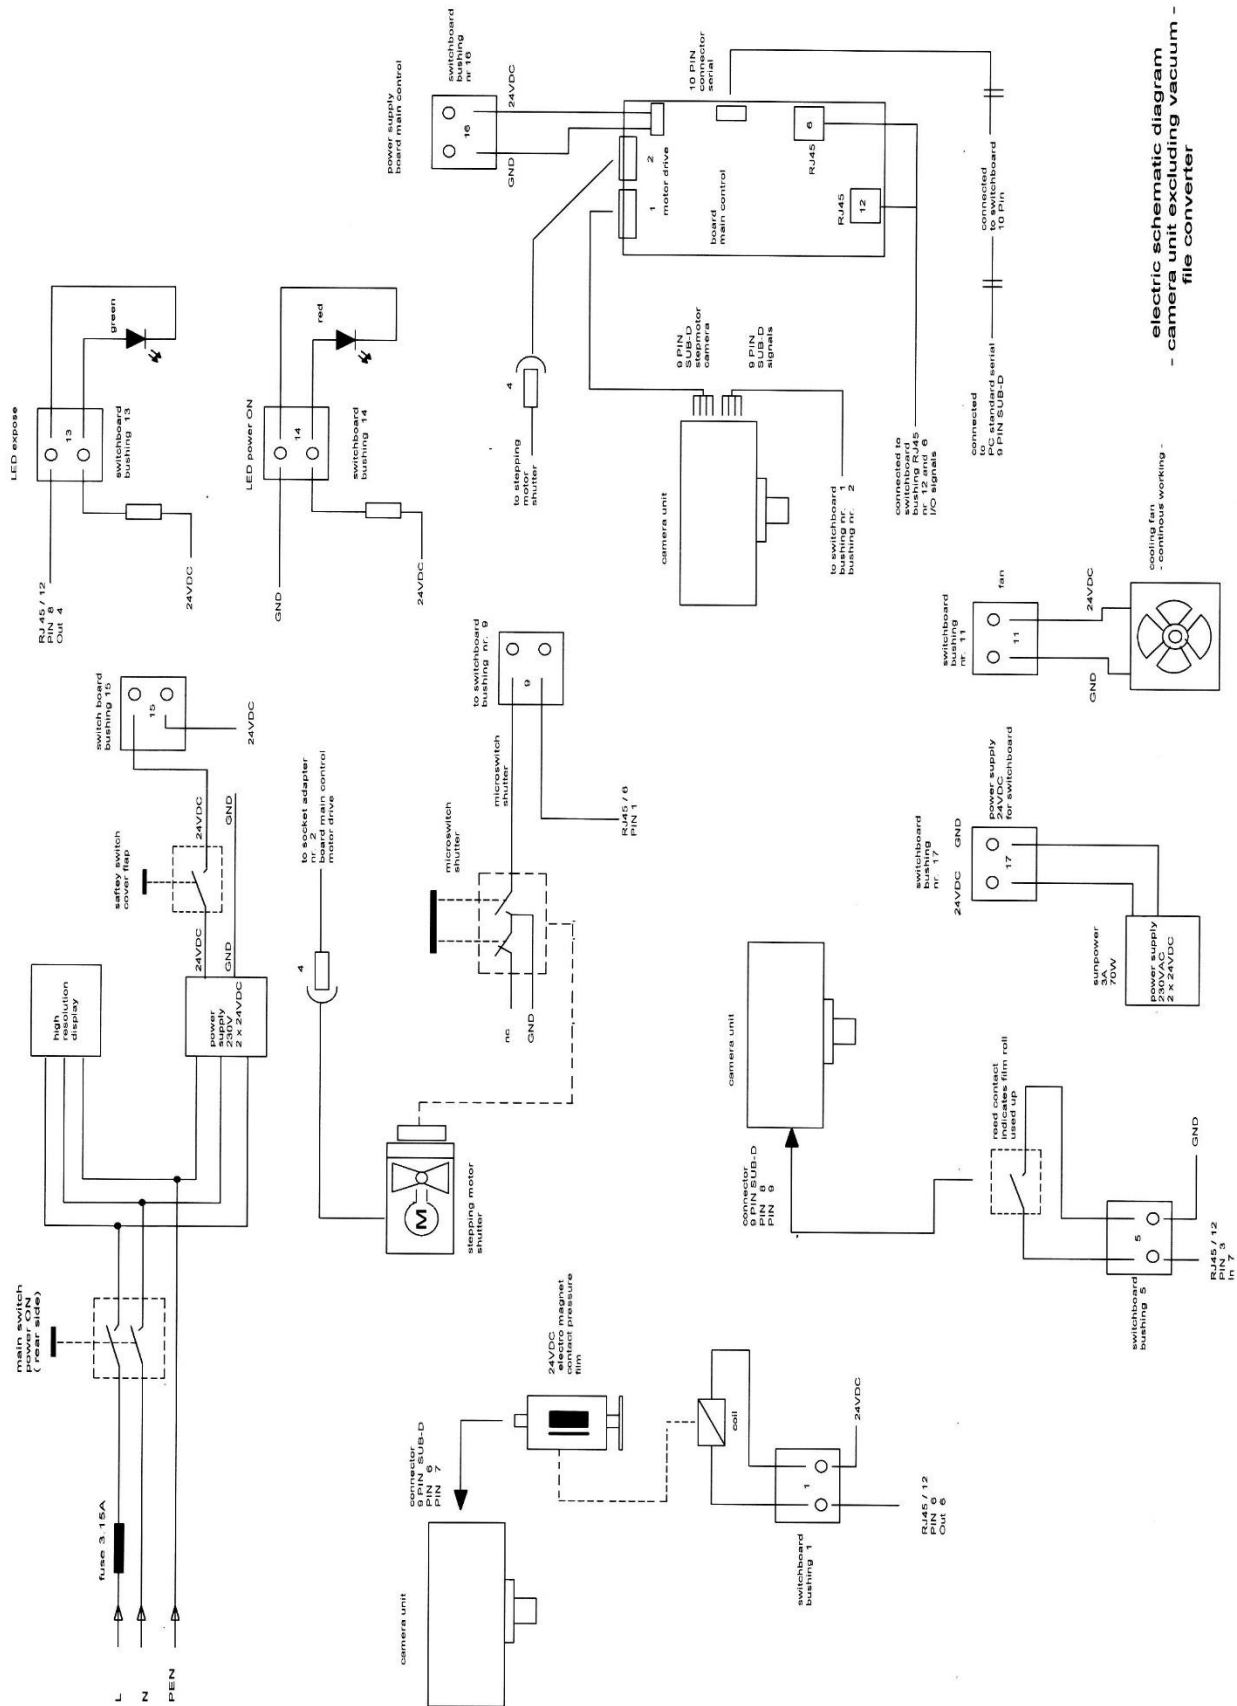 L
N
PEN
fuse 3.15A
main switch
power ON
( rear side)
high
resolution
display
power
supply
230V
2 x 24VDC
24VDC
GND
saftey switch
cover flap
24VDC
GND
switch board
bushing 15
15
24VDC
LED expose
RJ 45 / 12
PIN 8
Out 4
13
switchboard
bushing 13
24VDC
green
LED power ON
GND
14
switchboard
bushing 14
24VDC
red
M
stepping motor
shutter
4
to socket adapter
nr. 2
board main control
motor drive
microswitch
shutter
nc
GND
microswitch
shutter
to switchboard
bushing nr. 9
9
RJ45 / 6
PIN 1
power supply
board main control
switchboard
bushing
nr 16
16
GND
24VDC
to stepping
motor
shutter
4
1
2
motor drive
board
main control
10 PIN
connector
serial
RJ45
12
RJ45
6
camera unit
9 PIN
SUB-D
stepmotor
camera
9 PIN
SUB-D
signals
to switchboard
bushing nr. 1
bushing nr. 2
connected to
switchboard
bushing RJ45
nr. 12 and 6
I/O signals
connected
to
PC standard serial
9 PIN SUB-D
connected
to switchboard
10 Pin
camera unit
connector
9 PIN SUB-D
PIN 6
PIN 7
24VDC
electro magnet
contact pressure
film
coil
switchboard
bushing 1
1
24VDC
RJ45 / 12
PIN 6
Out 6
camera unit
connector
9 PIN SUB-D
PIN 8
PIN 9
reed contact
indicates film roll
used up
switchboard
bushing 5
5
GND
RJ45 / 12
PIN 3
In 7
sunpower
3A
70W
power supply
230VAC
2 x 24VDC
switchboard
bushing
nr. 17
24VDC
GND
17
power supply
24VDC
for switchboard
switchboard
bushing
nr. 11
11
fan
GND
24VDC
cooling fan
- continous working -
electric schematic diagram
- camera unit excluding vacuum -
file converter